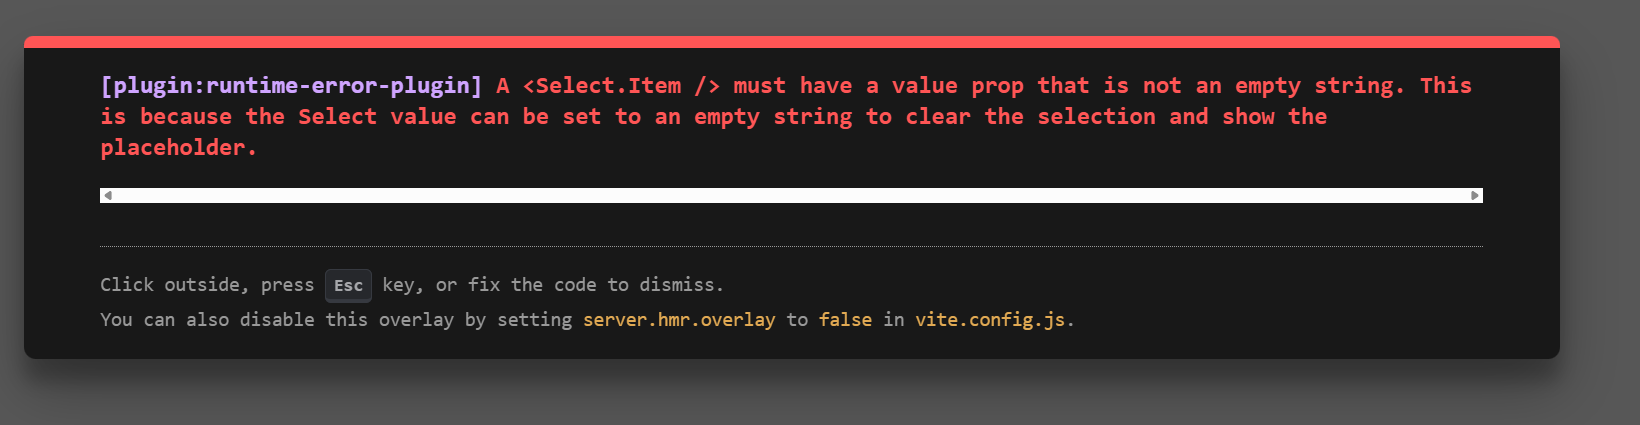 [plugin:runtime-error-plugin] A <Select.Item /> must have a value prop that is not an empty string. This
is because the Select value can be set to an empty string to clear the selection and show the
placeholder.
Click outside, press Esc key, or fix the code to dismiss.
You can also disable this overlay by setting server.hmr.overlay to false in vite.config.js.